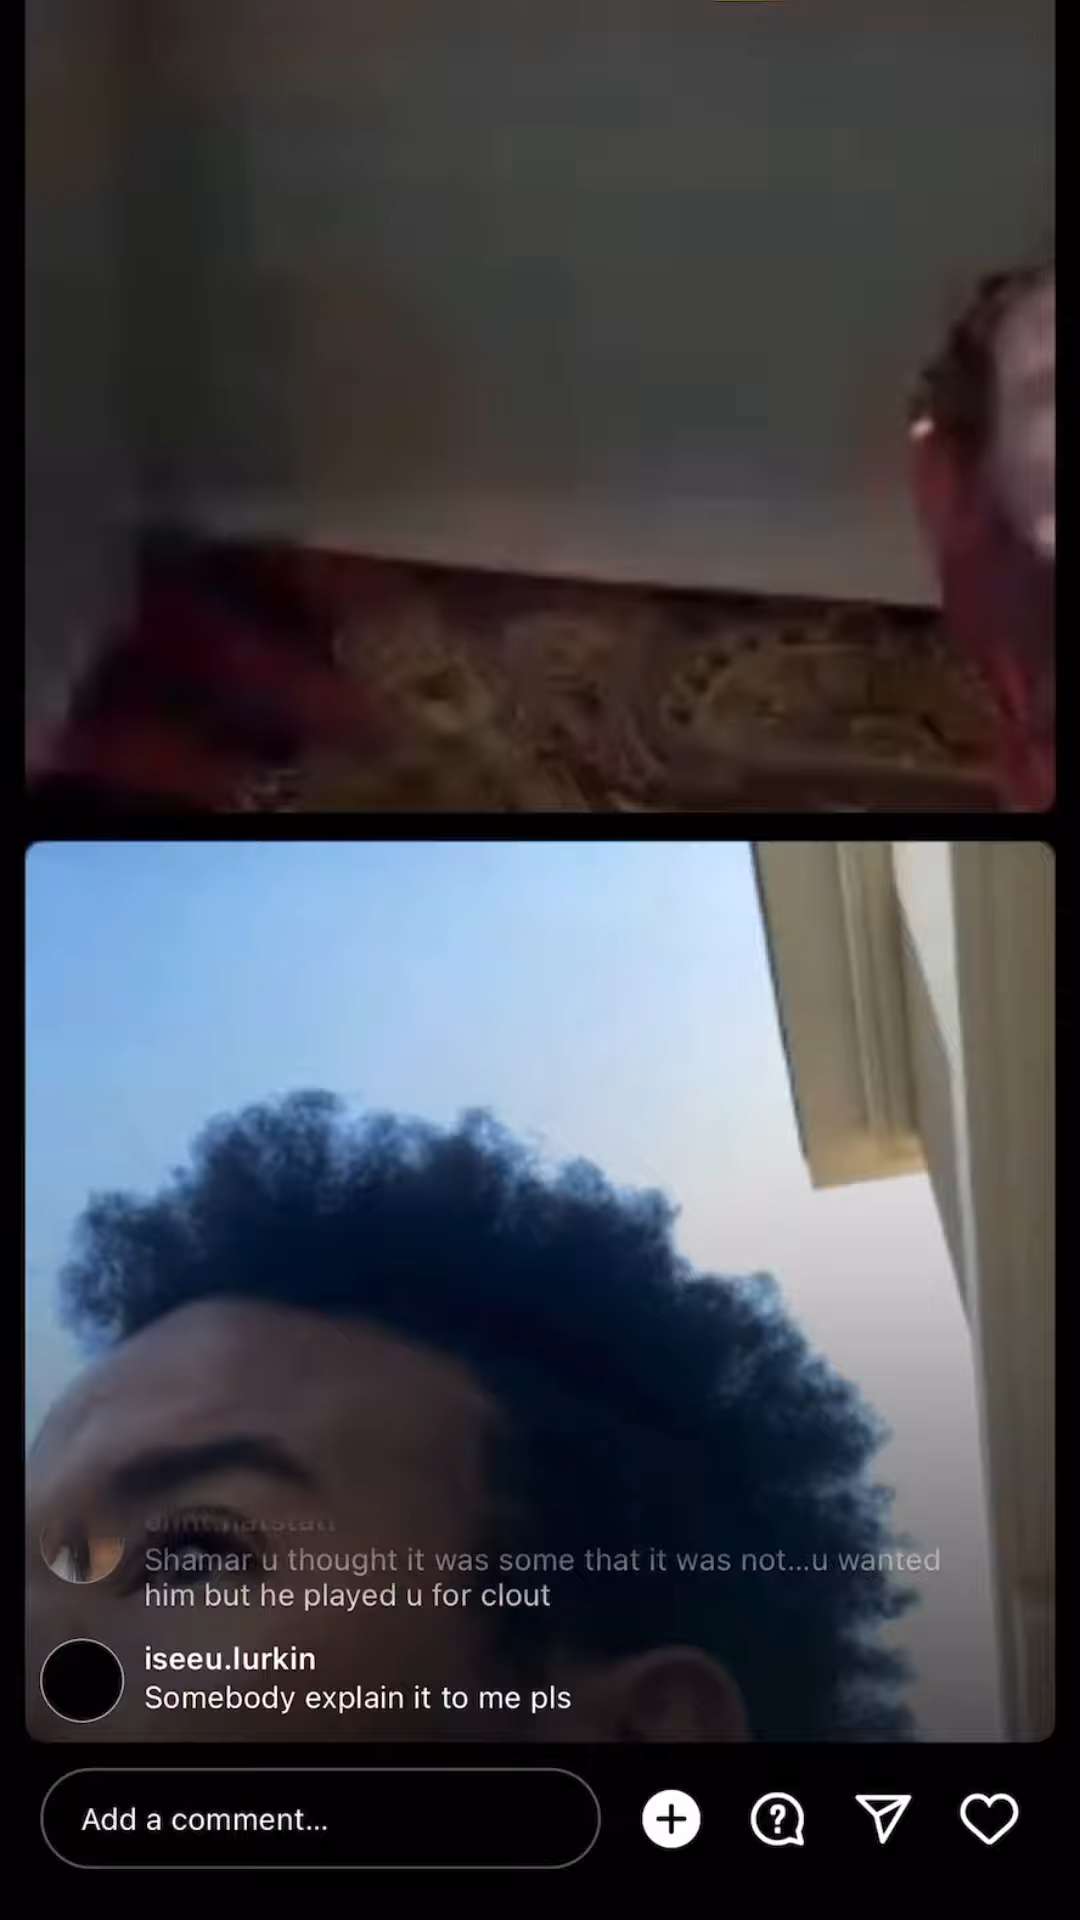 Shamar u thought it was some that it was not...u wanted
him but he played u for clout
iseeu.lurkin
Somebody explain it to me pls
Add a comment...